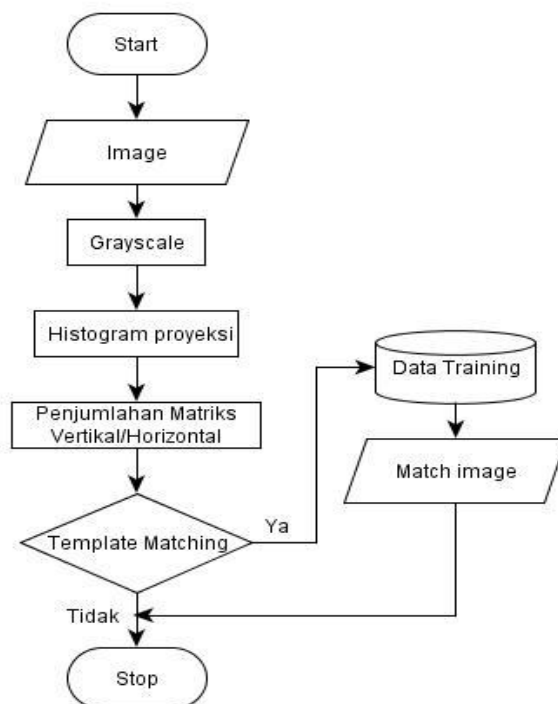 Start
Image
Grayscale
Histogram proyeksi
Penjumlahan Matriks
Vertikal/Horizontal
Template Matching
Ya
Data Training
Match image
Tidak
Stop